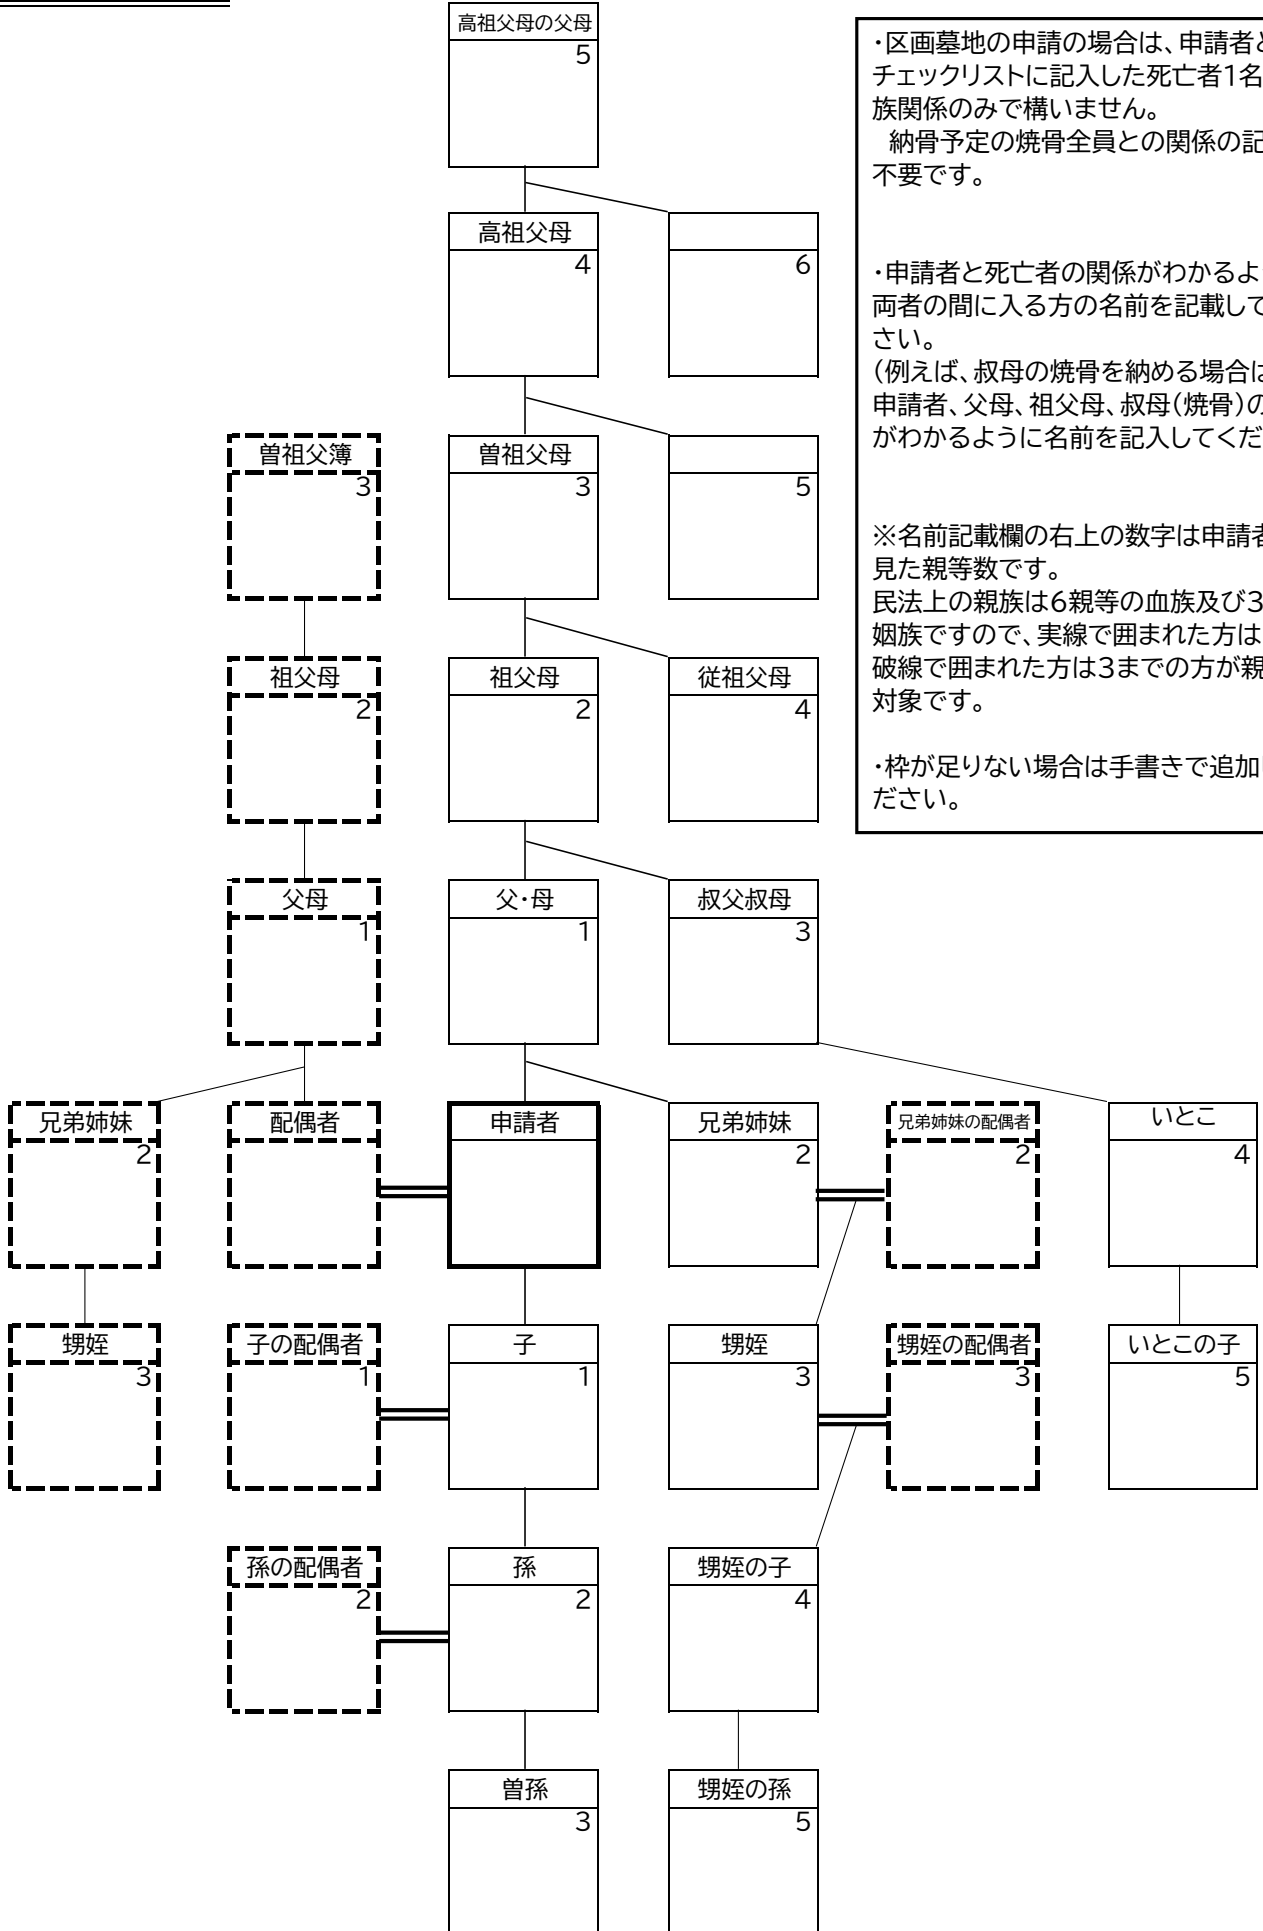 高祖父母の父母
5
・区画墓地の申請の場合は、申請者と
チェックリストに記入した死亡者1名
族関係のみで構いません。
納骨予定の焼骨全員との関係の記
不要です。
高祖父母
4
6
・申請者と死亡者の関係がわかるよ
両者の間に入る方の名前を記載して
さい。
(例えば、叔母の焼骨を納める場合は
申請者、父母、祖父母、叔母(焼骨)の
がわかるように名前を記入してくだ
曽祖父簿
3
曽祖父母
3
5
※名前記載欄の右上の数字は申請者
見た親等数です。
民法上の親族は6親等の血族及び3
姻族ですので、実線で囲まれた方は
破線で囲まれた方は3までの方が親
対象です。
祖父母
2
祖父母
2
従祖父母
4
・枠が足りない場合は手書きで追加
ださい。
父母
1
父・母
1
叔父叔母
3
兄弟姉妹
2
配偶者
申請者
兄弟姉妹
2
兄弟姉妹の配偶者
2
いとこ
4
甥姪
3
子の配偶者
1
子
1
甥姪
3
甥姪の配偶者
3
いとこの子
5
孫の配偶者
2
孫
2
甥姪の子
4
曽孫
3
甥姪の孫
5